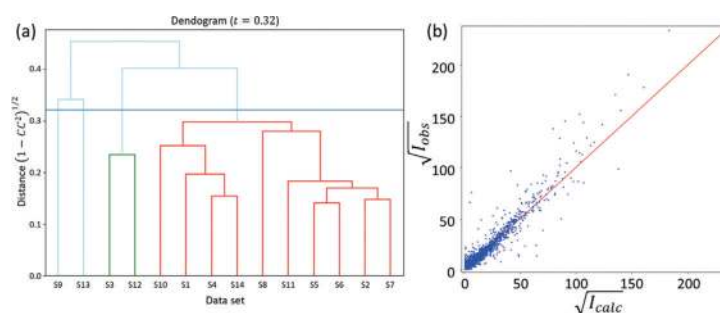 (a)
Dendogram (t = 0.32)
Distance (1 − CC²)^1/2
0.4
0.3
0.2
0.1
0.0
S9 S13 S3 S12 S10 S1 S4 S14 S8 S11 S5 S6 S2 S7
Data set
(b)
√I_obs
200
150
100
50
0
0 50 100 150 200
√I_calc